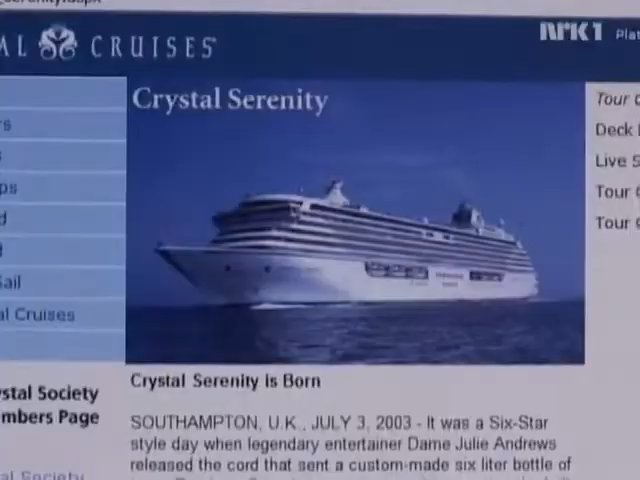 AL CRUISES
NRK1
Crystal Serenity
Tour
Deck
Live S
Tour
Tour
ps
Sail
al Cruises
Crystal Serenity is Born
stal Society
mbers Page
SOUTHAMPTON, U.K., JULY 3, 2003 - It was a Six-Star
style day when legendary entertainer Dame Julie Andrews
released the cord that sent a custom-made six liter bottle of
al Society